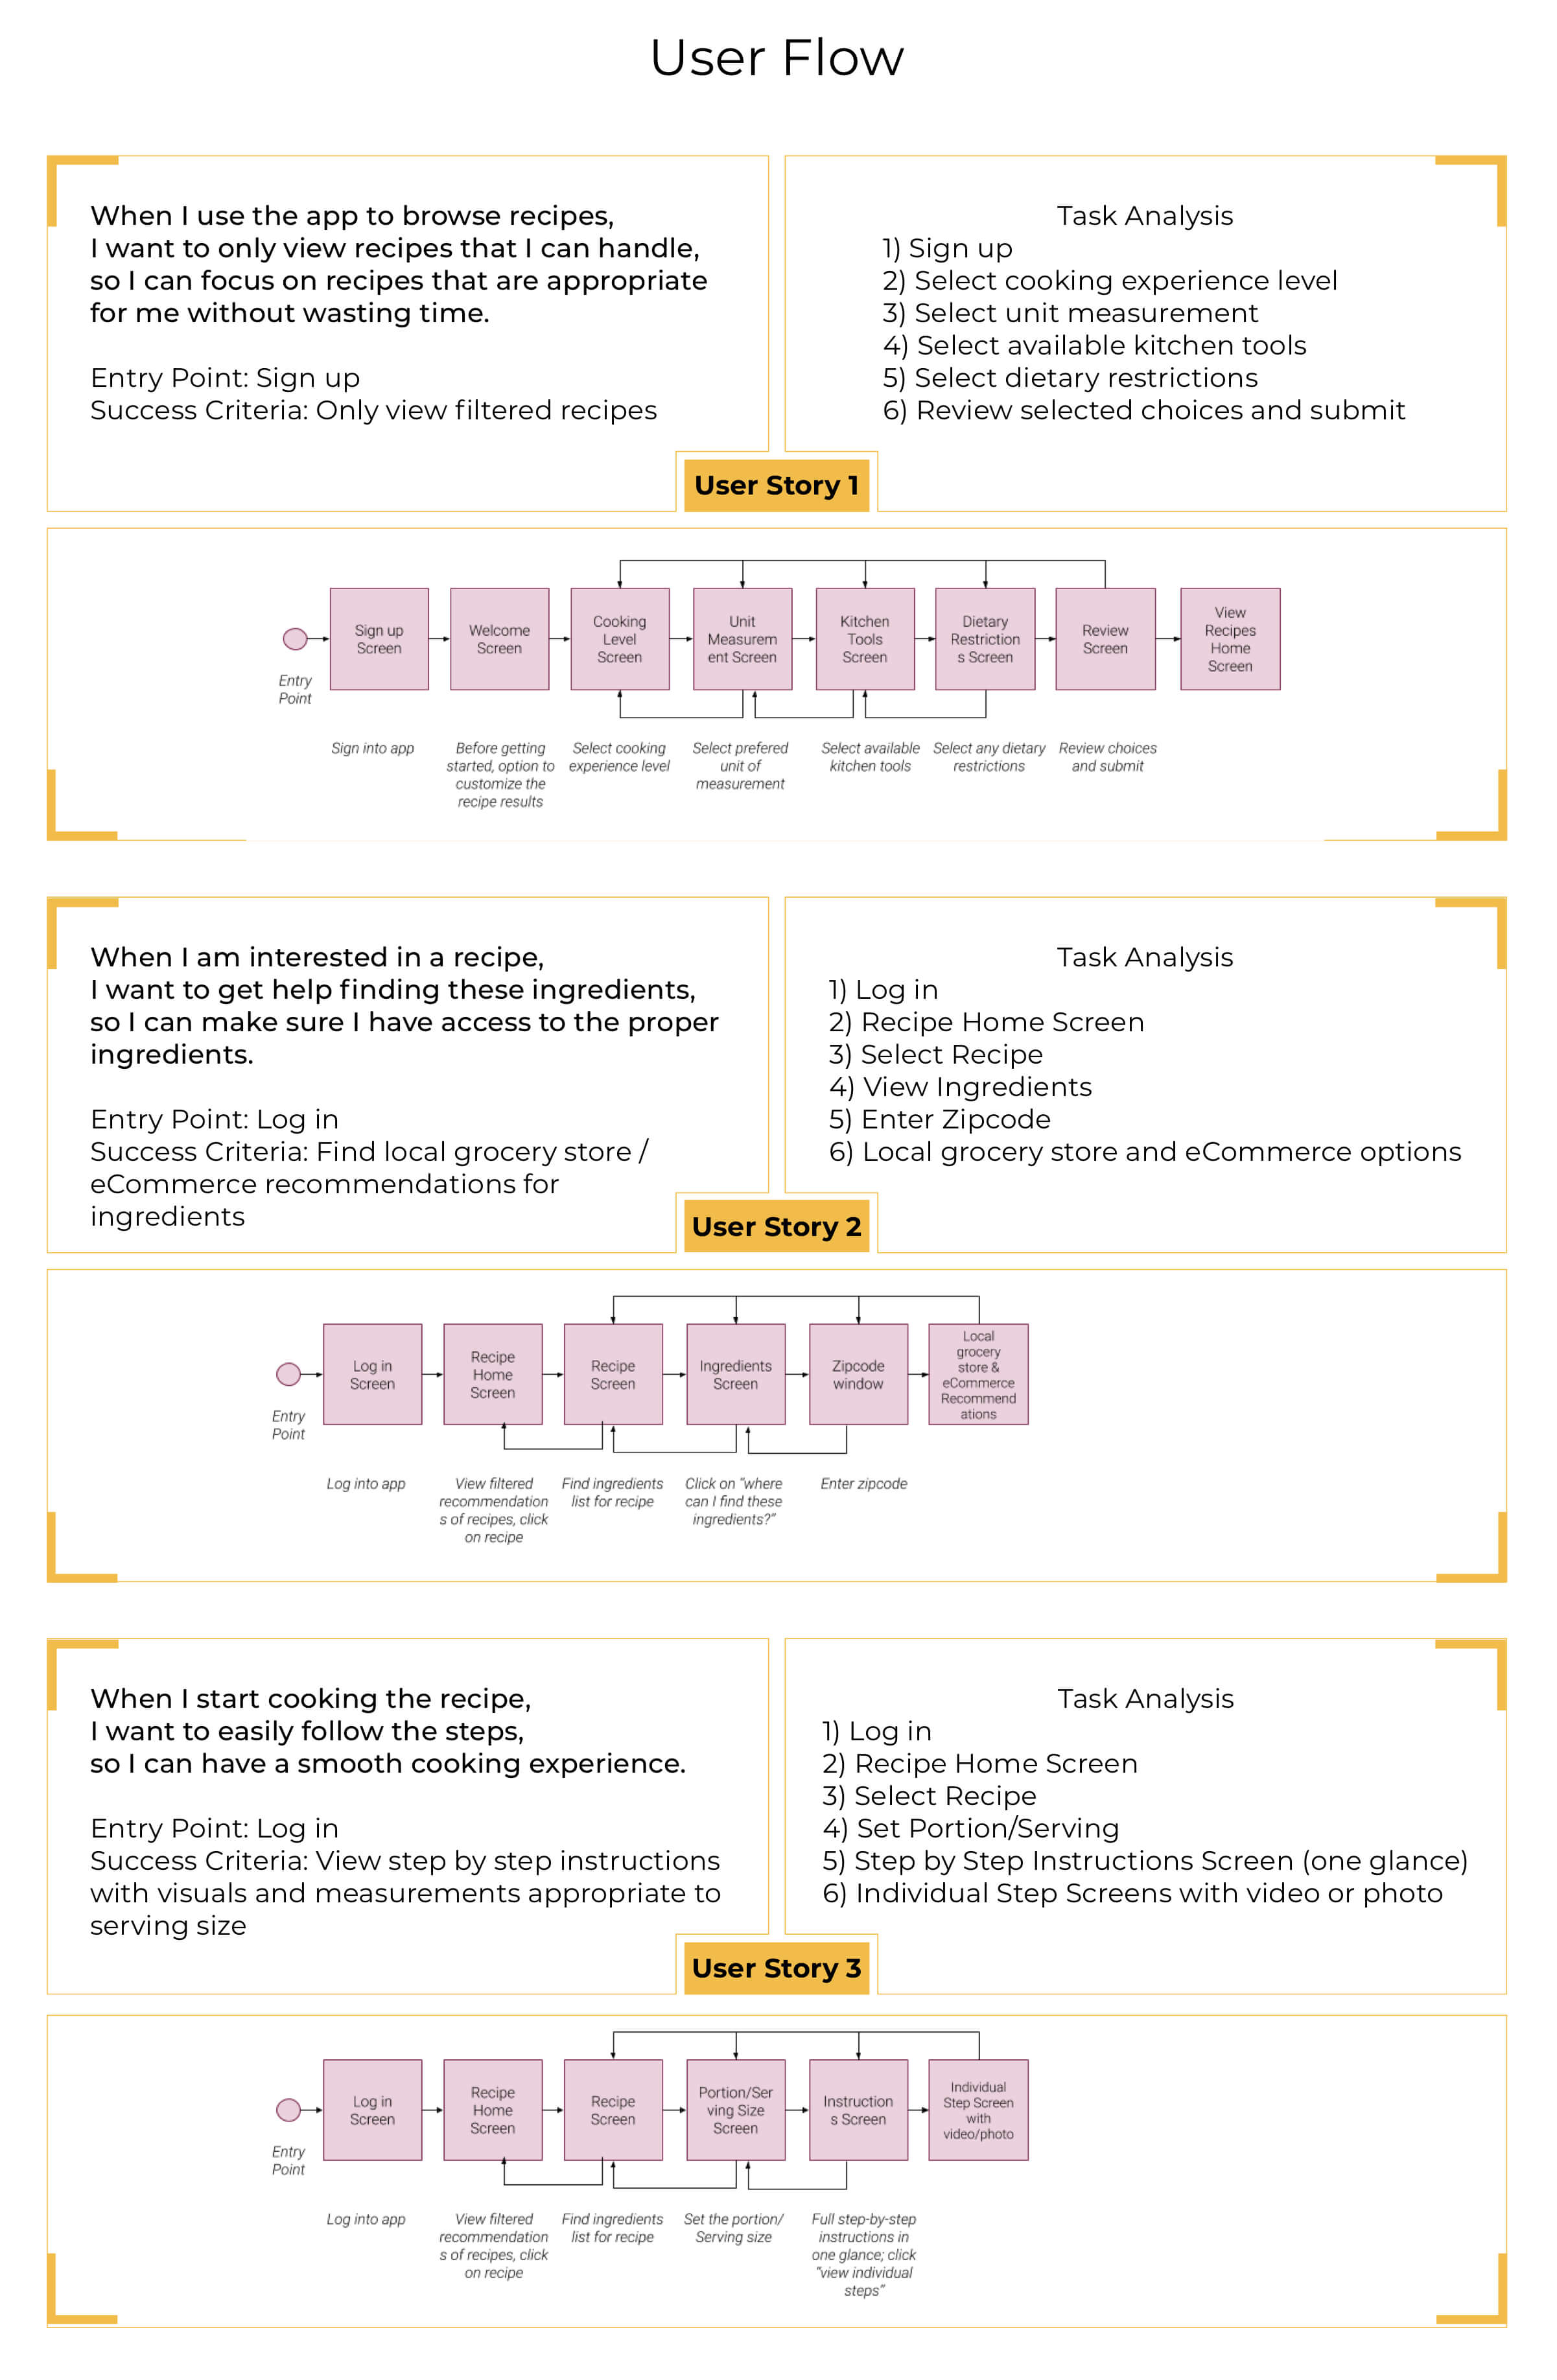 User Flow
When I use the app to browse recipes,
I want to only view recipes that I can handle,
so I can focus on recipes that are appropriate
for me without wasting time.
Entry Point: Sign up
Success Criteria: Only view filtered recipes
Task Analysis
1) Sign up
2) Select cooking experience level
3) Select unit measurement
4) Select available kitchen tools
5) Select dietary restrictions
6) Review selected choices and submit
User Story 1
Entry
Point
Sign up
Screen
Welcome
Screen
Cooking
Level
Screen
Unit
Measurem
ent Screen
Kitchen
Tools
Screen
Dietary
Restriction
s Screen
Review
Screen
View
Recipes
Home
Screen
Sign into app
Before getting
started, option to
customize the
recipe results
Select cooking
experience level
Select prefered
unit of
measurement
Select available
kitchen tools
Select any dietary
restrictions
Review choices
and submit
When I am interested in a recipe,
I want to get help finding these ingredients,
so I can make sure I have access to the proper
ingredients.
Entry Point: Log in
Success Criteria: Find local grocery store /
eCommerce recommendations for
ingredients
Task Analysis
1) Log in
2) Recipe Home Screen
3) Select Recipe
4) View Ingredients
5) Enter Zipcode
6) Local grocery store and eCommerce options
User Story 2
Entry
Point
Log in
Screen
Recipe
Home
Screen
Recipe
Screen
Ingredients
Screen
Zipcode
window
Local
grocery
store &
eCommerce
Recommend
ations
Log into app
View filtered
recommendation
s of recipes, click
on recipe
Find ingredients
list for recipe
Click on “where
can I find these
ingredients?”
Enter zipcode
When I start cooking the recipe,
I want to easily follow the steps,
so I can have a smooth cooking experience.
Entry Point: Log in
Success Criteria: View step by step instructions
with visuals and measurements appropriate to
serving size
Task Analysis
1) Log in
2) Recipe Home Screen
3) Select Recipe
4) Set Portion/Serving
5) Step by Step Instructions Screen (one glance)
6) Individual Step Screens with video or photo
User Story 3
Entry
Point
Log in
Screen
Recipe
Home
Screen
Recipe
Screen
Portion/Ser
ving Size
Screen
Instruction
s Screen
Individual
Step Screen
with
video/photo
Log into app
View filtered
recommendation
s of recipes, click
on recipe
Find ingredients
list for recipe
Set the portion/
Serving size
Full step-by-step
instructions in
one glance; click
“view individual
steps”